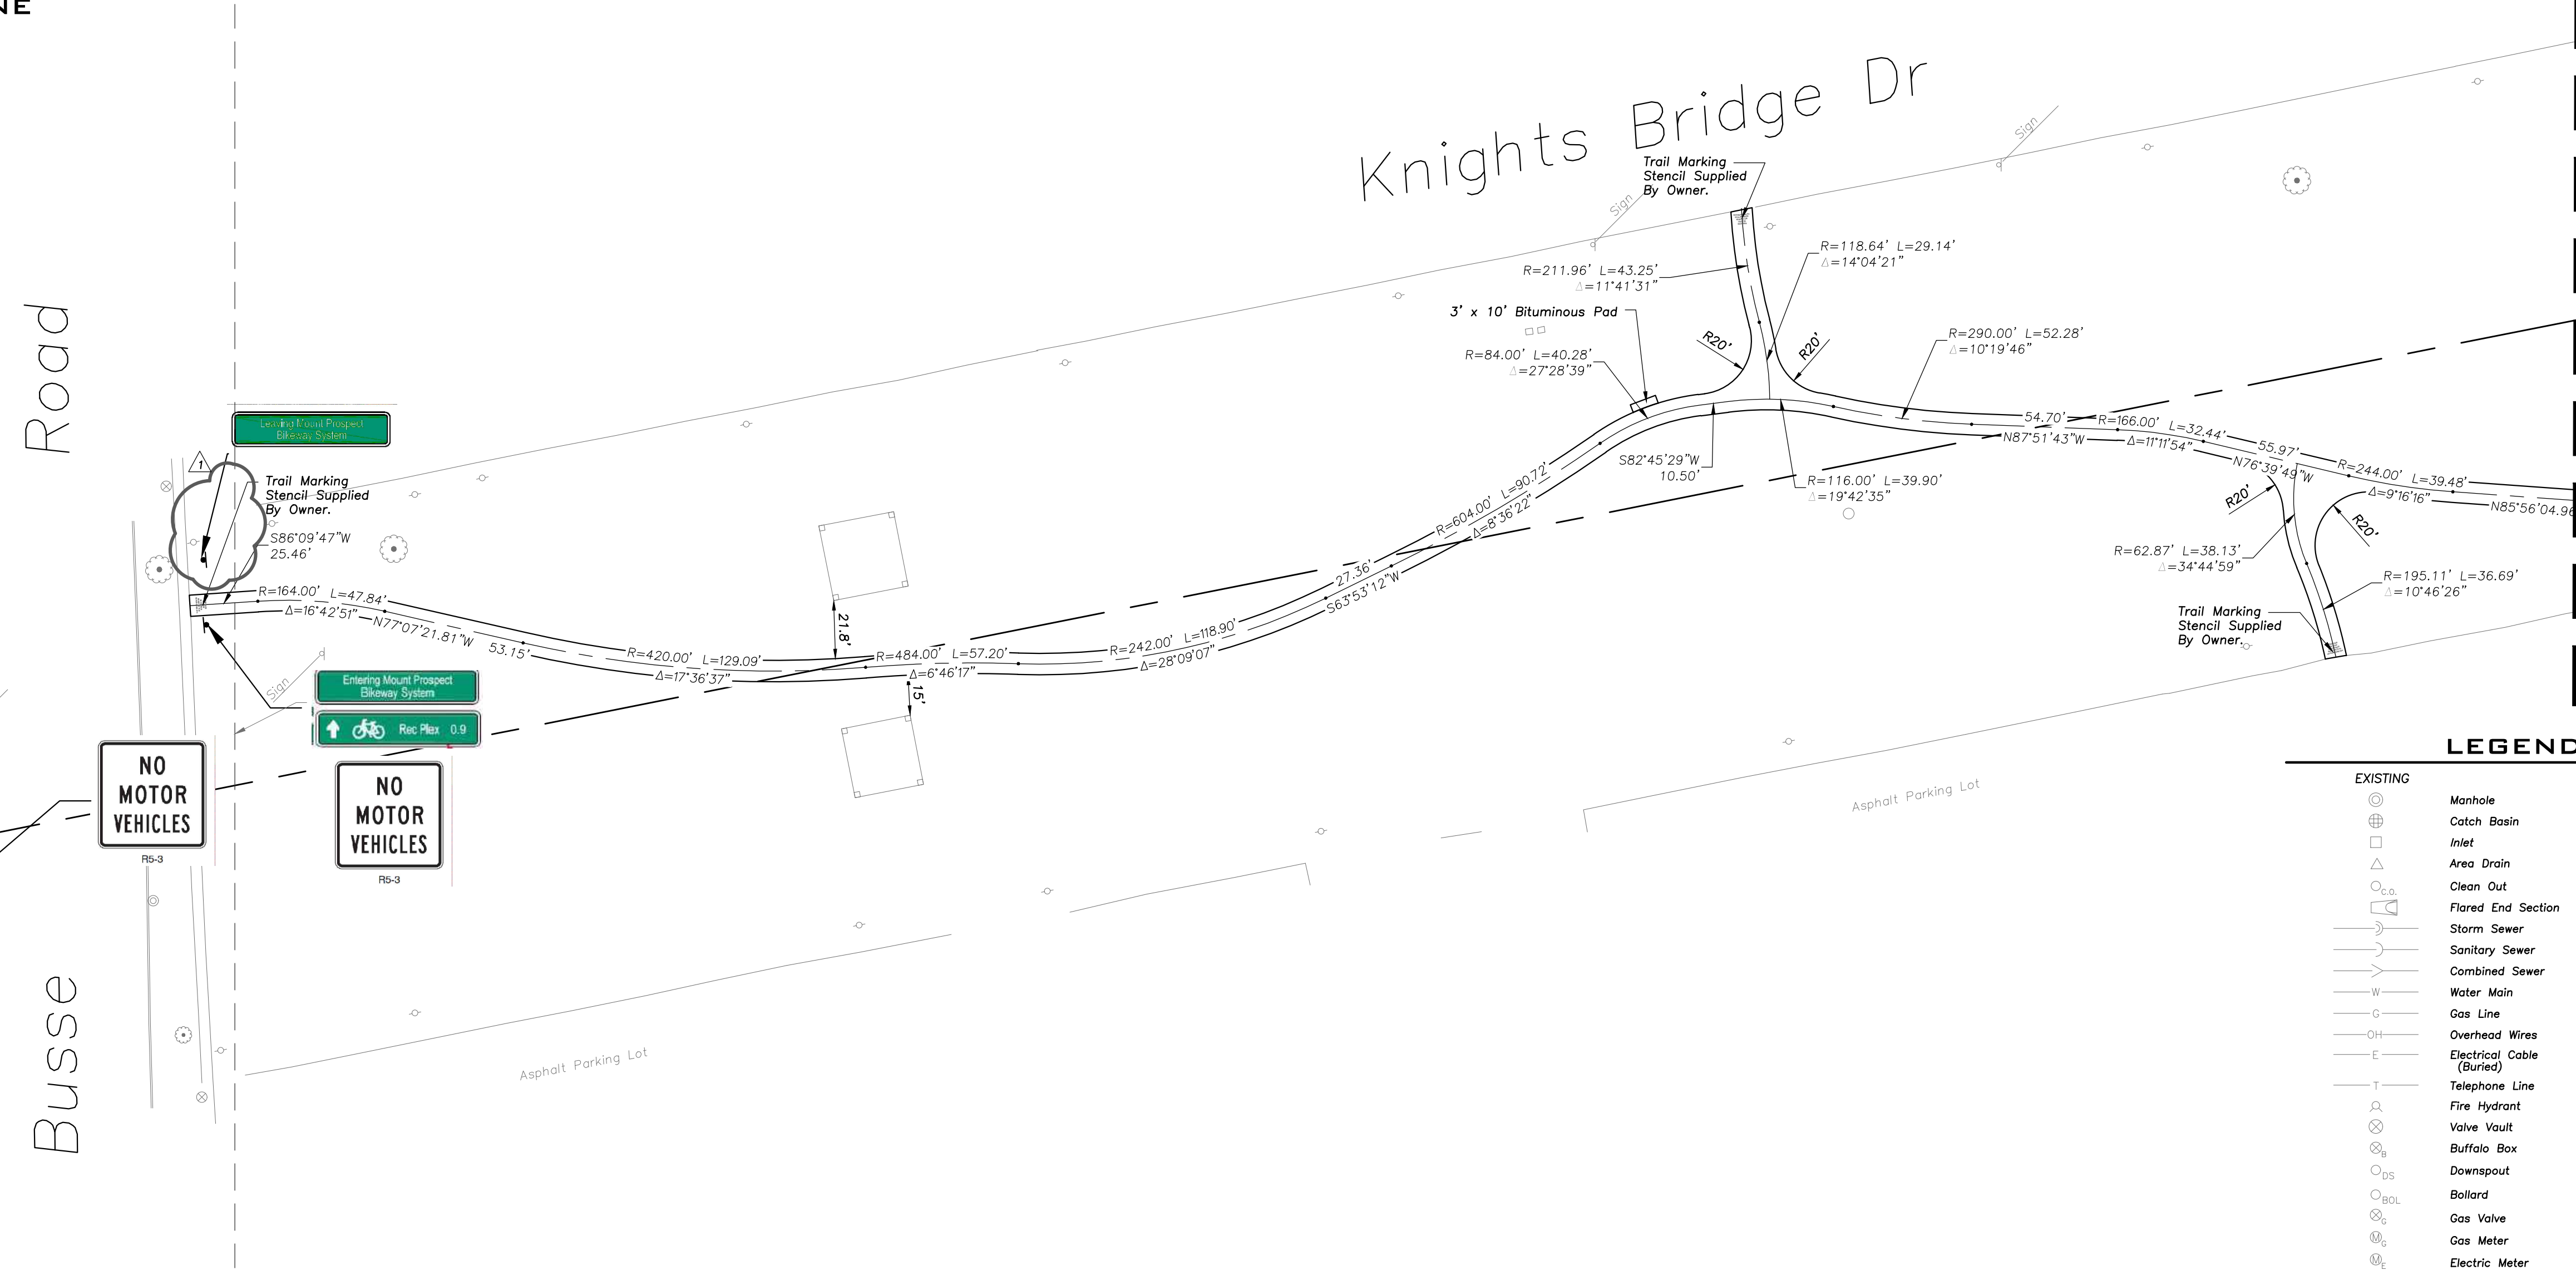 NE
Knights Bridge Dr
Trail Marking
Stencil Supplied
By Owner.
Sign
Sign
R=118.64' L=29.14'
Δ=14°04'21"
R=211.96' L=43.25'
Δ=11°41'31"
3' x 10' Bituminous Pad
R20'
R20'
R=290.00' L=52.28'
Δ=10°19'46"
R=84.00' L=40.28'
Δ=27°28'39"
Road
Leaving Mount Prospect
Bikeway System
1
Trail Marking
Stencil Supplied
By Owner.
S86°09'47"W
25.46'
54.70'
N87°51'43"W
R=166.00' L=32.44'
Δ=11°11'54"
55.97'
N76°39'49"W
R=244.00' L=39.48'
Δ=9°16'16"
N85°56'04.96
S82°45'29"W
10.50'
R=116.00' L=39.90'
Δ=19°42'35"
R20'
R20'
R=604.00' L=90.72'
Δ=8°36'22"
27.36'
S63°53'12"W
R=62.87' L=38.13'
Δ=34°44'59"
R=195.11' L=36.69'
Δ=10°46'26"
Trail Marking
Stencil Supplied
By Owner.
R=164.00' L=47.84'
Δ=16°42'51"
N77°07'21.81"W
53.15'
21.8'
R=420.00' L=129.09'
Δ=17°36'37"
R=484.00' L=57.20'
Δ=6°46'17"
R=242.00' L=118.90'
Δ=28°09'07"
15'
Sign
Entering Mount Prospect
Bikeway System
Rec Plex 0.9
NO
MOTOR
VEHICLES
R5-3
NO
MOTOR
VEHICLES
R5-3
Asphalt Parking Lot
Asphalt Parking Lot
Busse
LEGEND
EXISTING
Manhole
Catch Basin
Inlet
Area Drain
C.O. Clean Out
Flared End Section
Storm Sewer
Sanitary Sewer
Combined Sewer
W Water Main
G Gas Line
OH Overhead Wires
E Electrical Cable
(Buried)
T Telephone Line
Fire Hydrant
Valve Vault
B Buffalo Box
DS Downspout
BOL Bollard
G Gas Valve
M G Gas Meter
M E Electric Meter